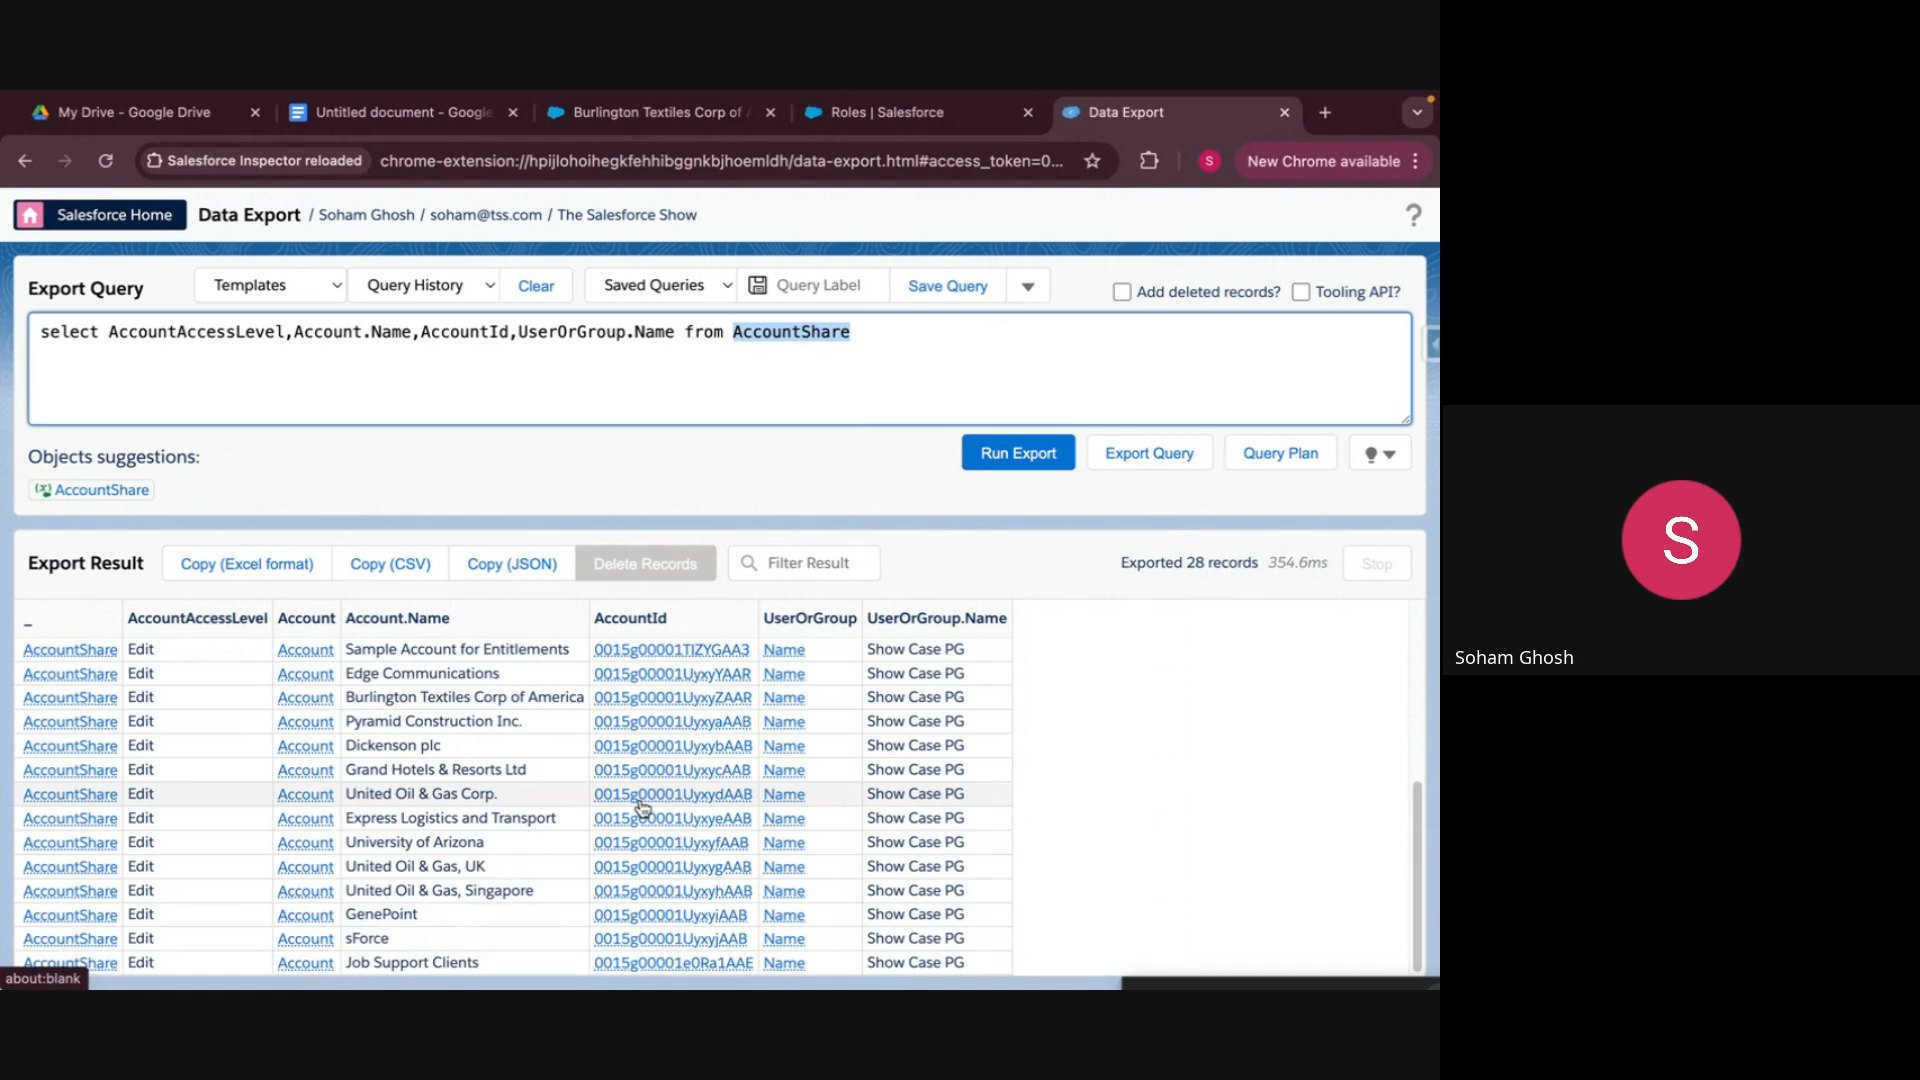 My Drive - Google Drive
Untitled document - Google
Burlington Textiles Corp of A
Roles | Salesforce
Data Export
Salesforce Inspector reloaded
chrome-extension://hpijlohoihegkfehhibggnkbjhoemldh/data-export.html#access_token=0...
S
New Chrome available
Salesforce Home
Data Export / Soham Ghosh / soham@tss.com / The Salesforce Show
?
Export Query
Templates
Query History
Clear
Saved Queries
Query Label
Save Query
Add deleted records?
Tooling API?
select AccountAccessLevel,Account.Name,AccountId,UserOrGroup.Name from AccountShare
Objects suggestions:
Run Export
Export Query
Query Plan
AccountShare
Export Result
Copy (Excel format)
Copy (CSV)
Copy (JSON)
Delete Records
Filter Result
Exported 28 records 354.6ms
Stop
_ AccountAccessLevel Account Account.Name AccountId UserOrGroup UserOrGroup.Name
AccountShare Edit Account Sample Account for Entitlements 0015g00001TIZYGAA3 Name Show Case PG
AccountShare Edit Account Edge Communications 0015g00001UyxyYAAR Name Show Case PG
AccountShare Edit Account Burlington Textiles Corp of America 0015g00001UyxyZAAR Name Show Case PG
AccountShare Edit Account Pyramid Construction Inc. 0015g00001UyxyaAAB Name Show Case PG
AccountShare Edit Account Dickenson plc 0015g00001UyxybAAB Name Show Case PG
AccountShare Edit Account Grand Hotels & Resorts Ltd 0015g00001UyxycAAB Name Show Case PG
AccountShare Edit Account United Oil & Gas Corp. 0015g00001UyxydAAB Name Show Case PG
AccountShare Edit Account Express Logistics and Transport 0015g00001UyxyeAAB Name Show Case PG
AccountShare Edit Account University of Arizona 0015g00001UyxyfAAB Name Show Case PG
AccountShare Edit Account United Oil & Gas, UK 0015g00001UyxygAAB Name Show Case PG
AccountShare Edit Account United Oil & Gas, Singapore 0015g00001UyxyhAAB Name Show Case PG
AccountShare Edit Account GenePoint 0015g00001UyxyiAAB Name Show Case PG
AccountShare Edit Account sForce 0015g00001UyxyjAAB Name Show Case PG
AccountShare Edit Account Job Support Clients 0015g00001e0Ra1AAE Name Show Case PG
about:blank
S
Soham Ghosh